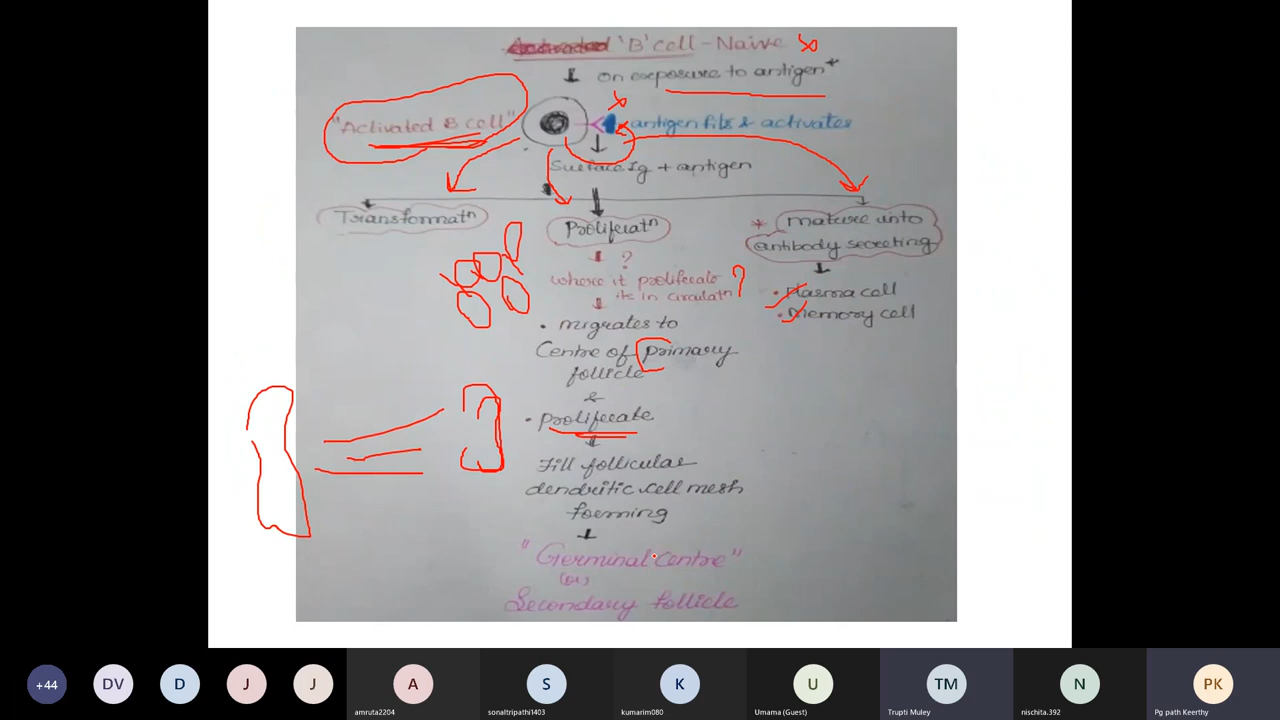 'B' cell - Naive
on exposure to antigen
"Activated B cell"
antigen fits & activates
Surface Ig + antigen
Transformatn
Proliferatn
* mature into
antibody secreting
?
where it proliferate ?
ite in circulatn
• Plasma cell
• Memory cell
• migrates to
Centre of primary
follicle
&
• proliferate
Fill follicular
dendritic cell mesh
forming
"Germinal centre"
(or)
Secondary follicle
+44
DV
D
J
J
A
S
K
U
TM
N
PK
amruta2204
sonaltripathi1403
kumarim080
Umama (Guest)
Trupti Muley
nischita.392
Pg path Keerthy